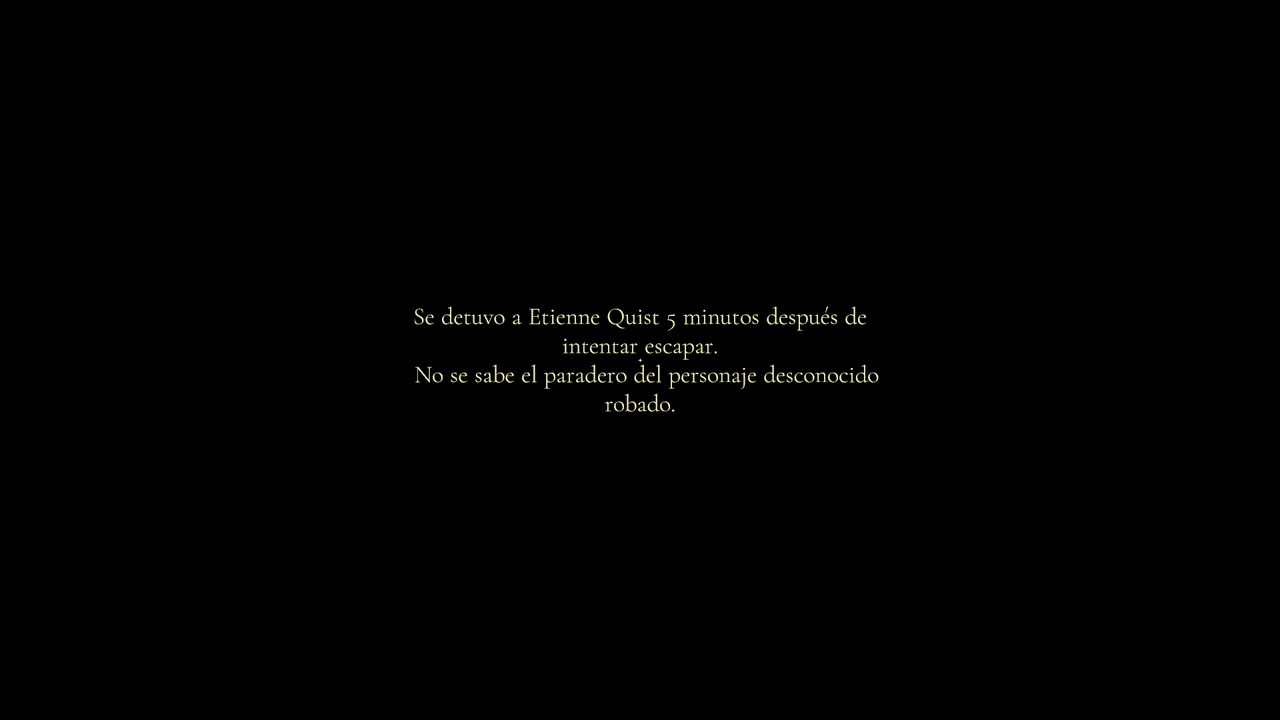 Se detuvo a Etienne Quist 5 minutos después de
intentar escapar.
No se sabe el paradero del personaje desconocido
robado.